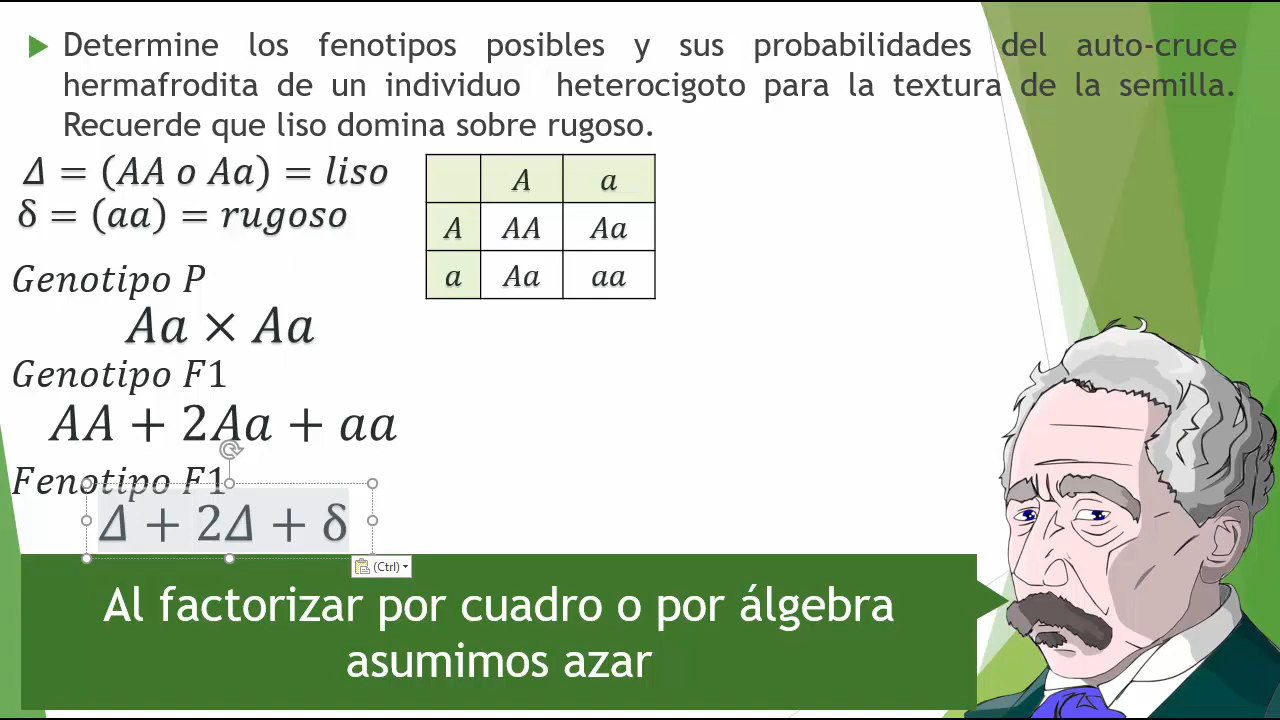 Determine los fenotipos posibles y sus probabilidades del auto-cruce
hermafrodita de un individuo heterocigoto para la textura de la semilla.
Recuerde que liso domina sobre rugoso.
Δ = (AA o Aa) = liso
δ = (aa) = rugoso
A a
A AA Aa
a Aa aa
Genotipo P
Aa × Aa
Genotipo F1
AA + 2Aa + aa
Fenotipo F1
Δ + 2Δ + δ
(Ctrl)
Al factorizar por cuadro o por álgebra
asumimos azar